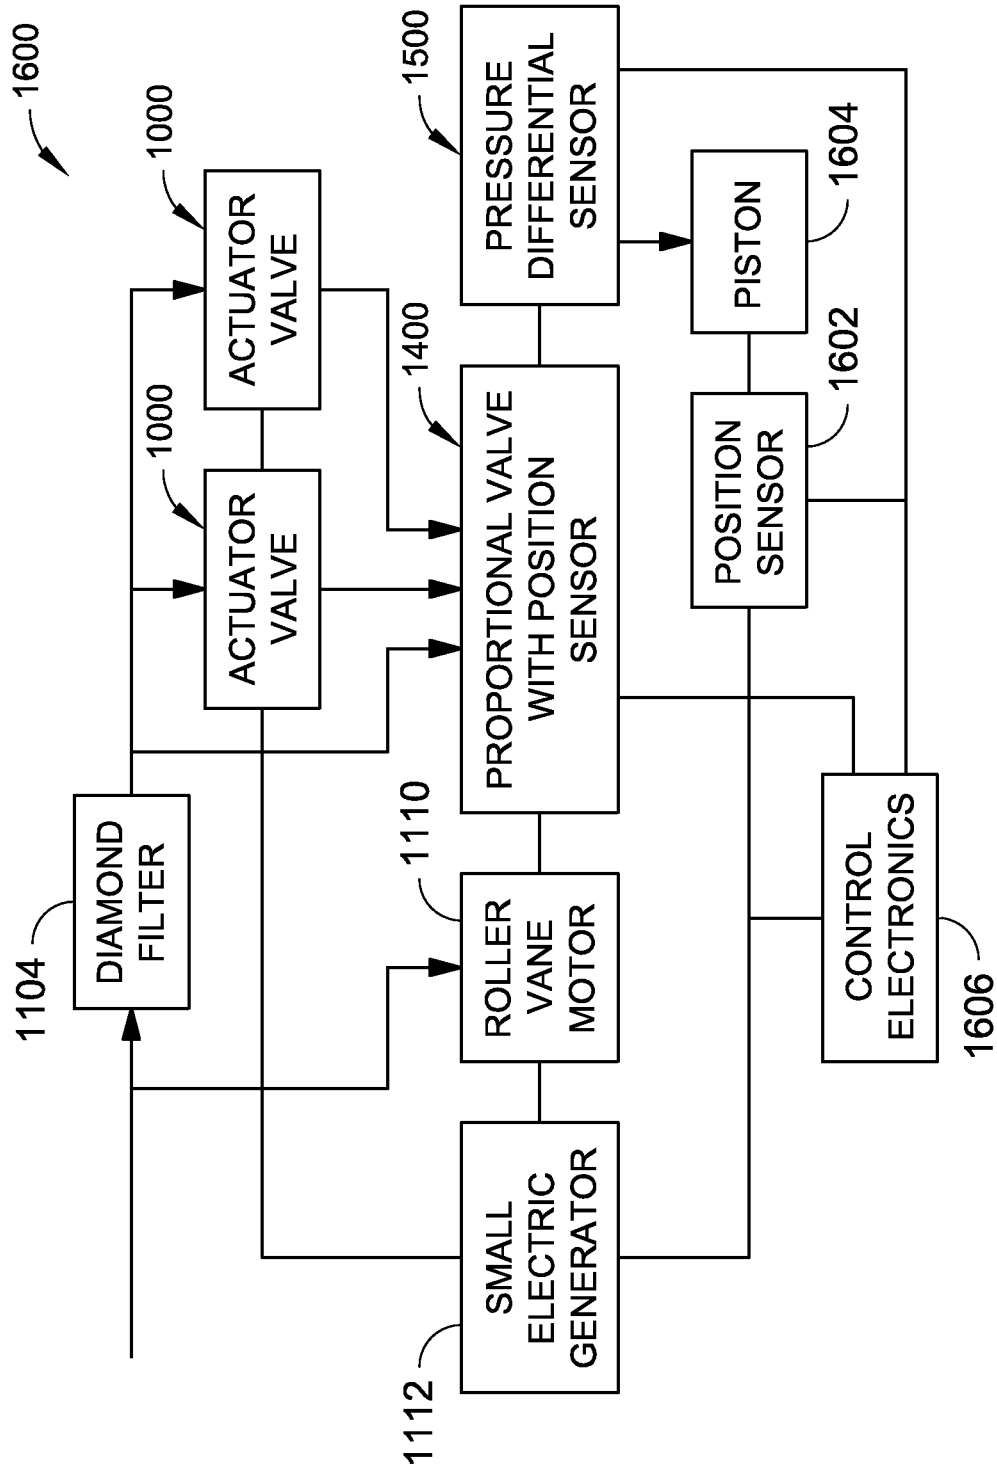 1600
1104
DIAMOND
FILTER
1000
ACTUATOR
VALVE
1000
ACTUATOR
VALVE
1112
SMALL
ELECTRIC
GENERATOR
1110
ROLLER
VANE
MOTOR
1400
PROPORTIONAL VALVE
WITH POSITION
SENSOR
1500
PRESSURE
DIFFERENTIAL
SENSOR
POSITION
SENSOR
1602
PISTON
1604
CONTROL
ELECTRONICS
1606